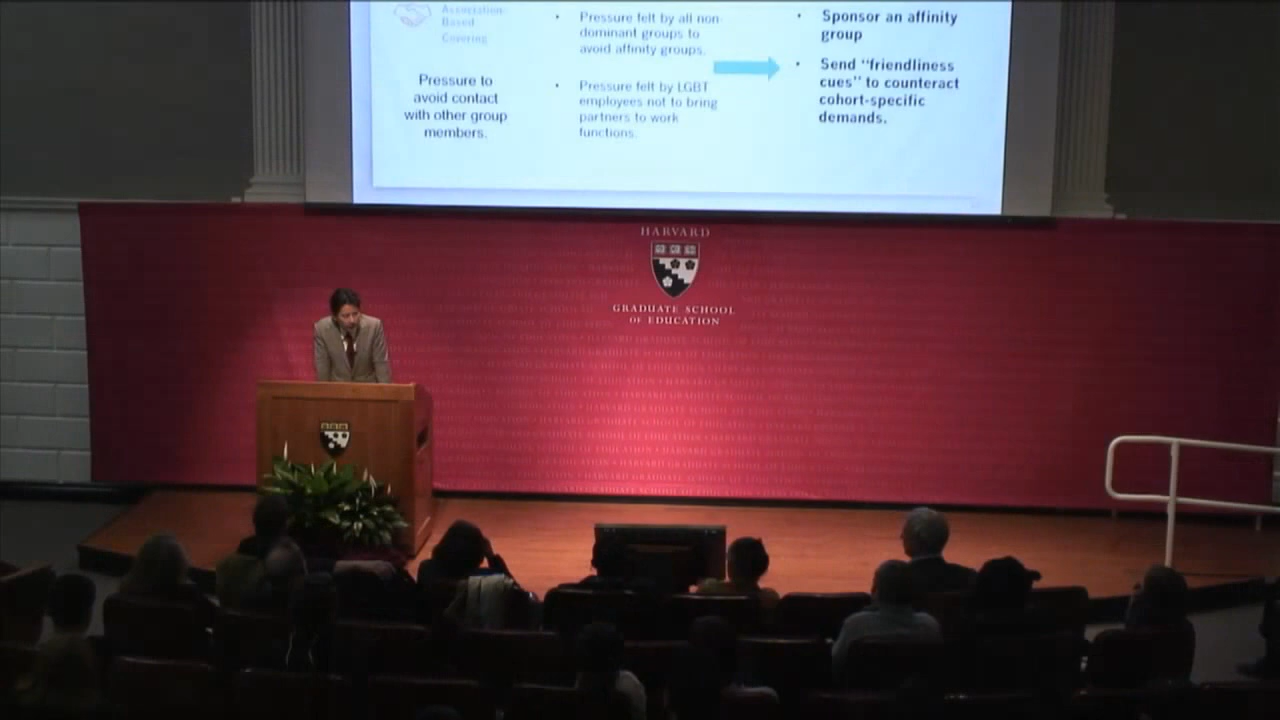 Association-
Based
Covering
Pressure to
avoid contact
with other group
members.
• Pressure felt by all non-
dominant groups to
avoid affinity groups.
• Pressure felt by LGBT
employees not to bring
partners to work
functions.
• Sponsor an affinity
group
• Send “friendliness
cues” to counteract
cohort-specific
demands.
HARVARD
GRADUATE SCHOOL
OF EDUCATION